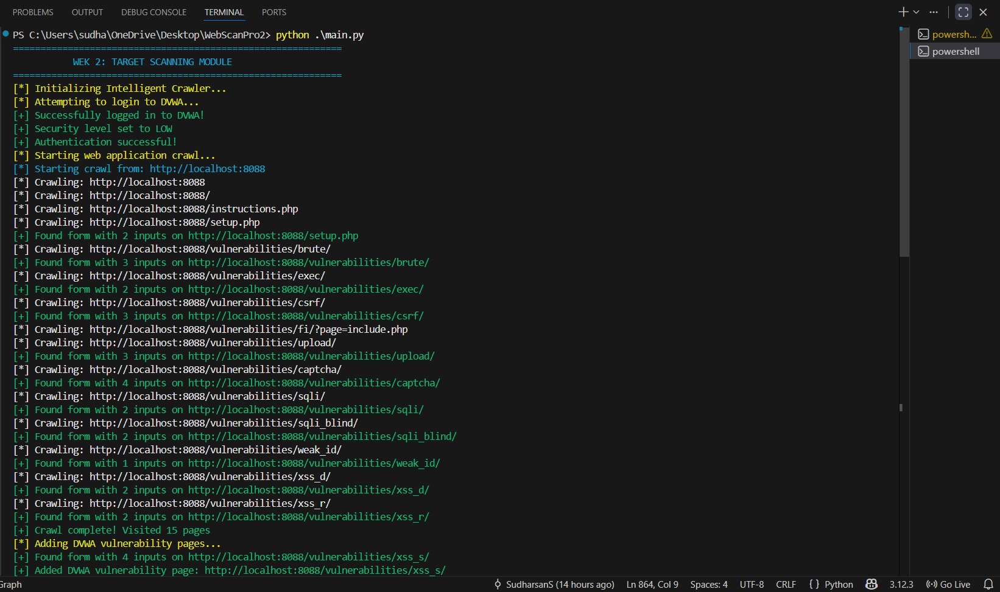 PROBLEMS OUTPUT DEBUG CONSOLE TERMINAL PORTS
PS C:\Users\sudha\OneDrive\Desktop\WebScanPro2> python .\main.py
============================================================
WEK 2: TARGET SCANNING MODULE
============================================================
[*] Initializing Intelligent Crawler...
[*] Attempting to login to DVWA...
[+] Successfully logged in to DVWA!
[+] Security level set to LOW
[+] Authentication successful!
[*] Starting web application crawl...
[*] Starting crawl from: http://localhost:8088
[*] Crawling: http://localhost:8088
[*] Crawling: http://localhost:8088/
[*] Crawling: http://localhost:8088/instructions.php
[*] Crawling: http://localhost:8088/setup.php
[+] Found form with 2 inputs on http://localhost:8088/setup.php
[*] Crawling: http://localhost:8088/vulnerabilities/brute/
[+] Found form with 3 inputs on http://localhost:8088/vulnerabilities/brute/
[*] Crawling: http://localhost:8088/vulnerabilities/exec/
[+] Found form with 2 inputs on http://localhost:8088/vulnerabilities/exec/
[*] Crawling: http://localhost:8088/vulnerabilities/csrf/
[+] Found form with 3 inputs on http://localhost:8088/vulnerabilities/csrf/
[*] Crawling: http://localhost:8088/vulnerabilities/fi/?page=include.php
[*] Crawling: http://localhost:8088/vulnerabilities/upload/
[+] Found form with 3 inputs on http://localhost:8088/vulnerabilities/upload/
[*] Crawling: http://localhost:8088/vulnerabilities/captcha/
[+] Found form with 4 inputs on http://localhost:8088/vulnerabilities/captcha/
[*] Crawling: http://localhost:8088/vulnerabilities/sqli/
[+] Found form with 2 inputs on http://localhost:8088/vulnerabilities/sqli/
[*] Crawling: http://localhost:8088/vulnerabilities/sqli_blind/
[+] Found form with 2 inputs on http://localhost:8088/vulnerabilities/sqli_blind/
[*] Crawling: http://localhost:8088/vulnerabilities/weak_id/
[+] Found form with 1 inputs on http://localhost:8088/vulnerabilities/weak_id/
[*] Crawling: http://localhost:8088/vulnerabilities/xss_d/
[+] Found form with 2 inputs on http://localhost:8088/vulnerabilities/xss_d/
[*] Crawling: http://localhost:8088/vulnerabilities/xss_r/
[+] Found form with 2 inputs on http://localhost:8088/vulnerabilities/xss_r/
[+] Crawl complete! Visited 15 pages
[*] Adding DVWA vulnerability pages...
[+] Found form with 4 inputs on http://localhost:8088/vulnerabilities/xss_s/
[+] Added DVWA vulnerability page: http://localhost:8088/vulnerabilities/xss_s/
powersh...
powershell
Graph SudharsanS (14 hours ago) Ln 864, Col 9 Spaces: 4 UTF-8 CRLF { } Python 3.12.3 Go Live